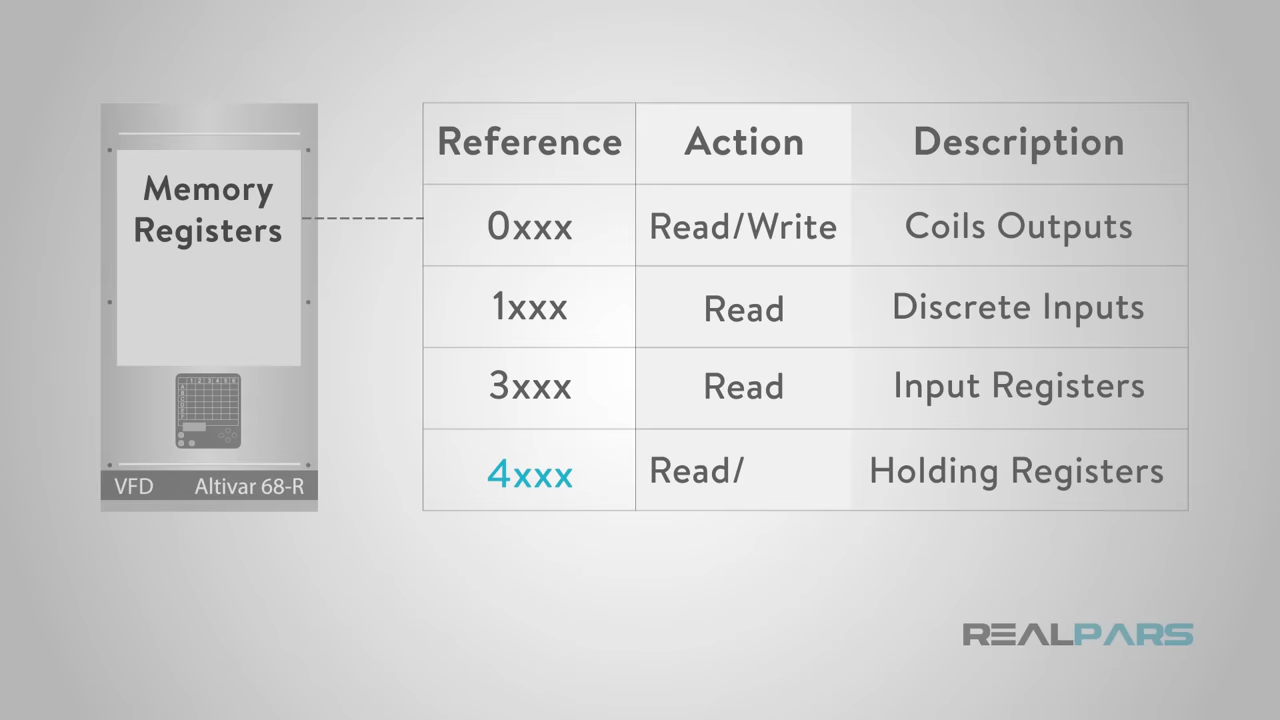 Memory
Registers
VFD Altivar 68-R
Reference Action Description
0xxx Read/Write Coils Outputs
1xxx Read Discrete Inputs
3xxx Read Input Registers
4xxx Read/ Holding Registers
REALPARS